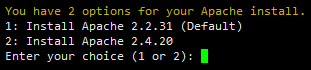 You have 2 options for your Apache install.
1: Install Apache 2.2.31 (Default)
2: Install Apache 2.4.20
Enter your choice (1 or 2):